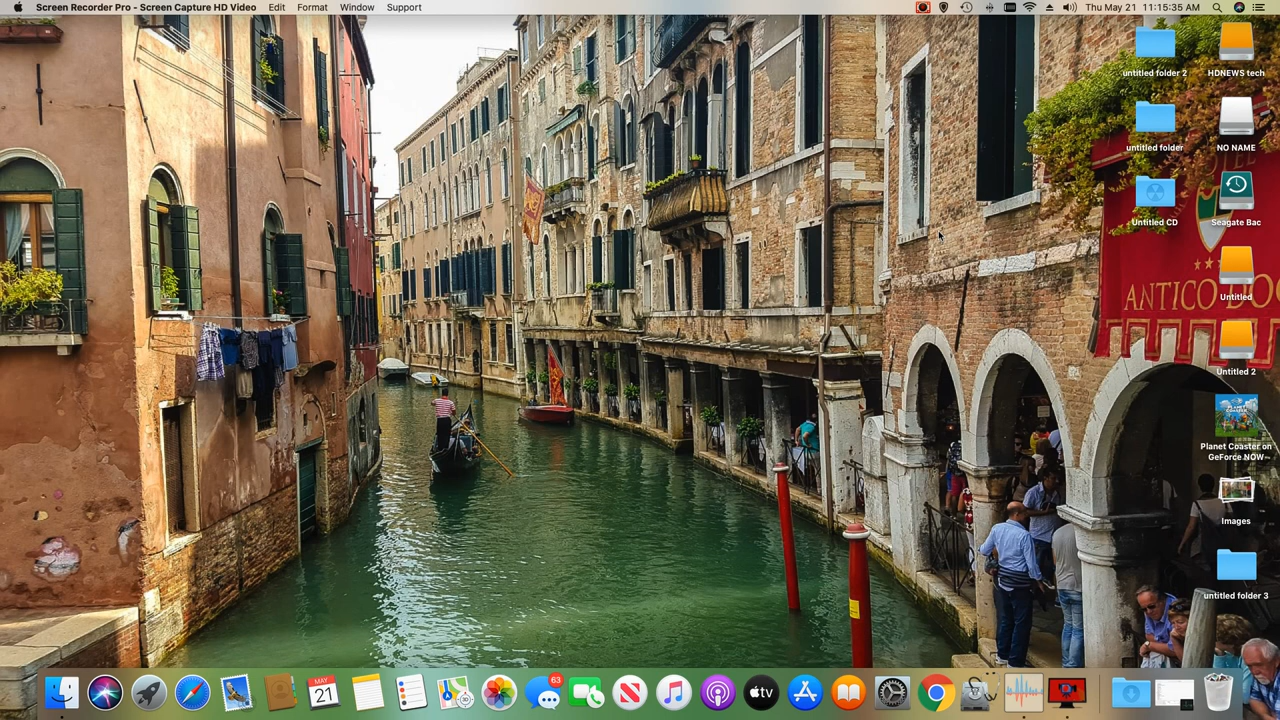 Screen Recorder Pro - Screen Capture HD Video Edit Format Window Support Thu May 21 11:15:35 AM
untitled folder 2
HDNEWS tech
untitled folder
NO NAME
Untitled CD
Seagate Bac
Untitled
ANTICO
Untitled 2
Planet Coaster on
GeForce NOW
Images
untitled folder 3
MAY
21
63
tv